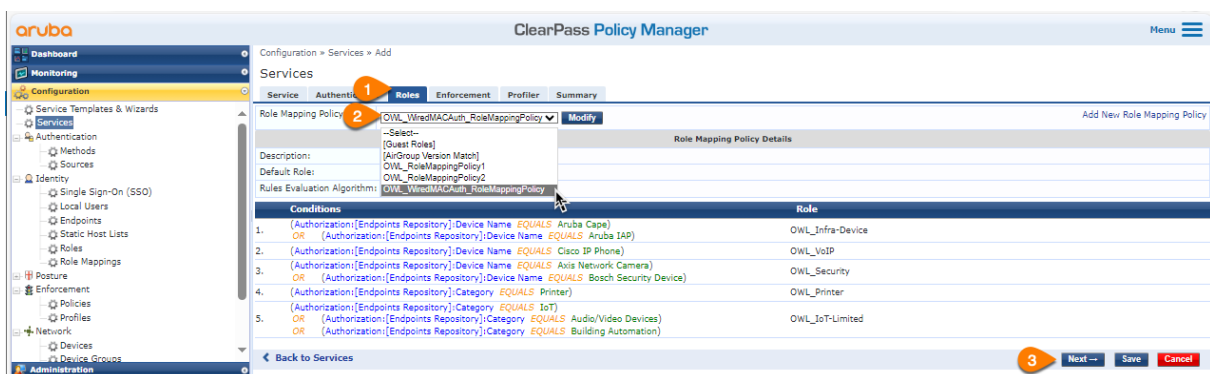 aruba
ClearPass Policy Manager
Menu
Dashboard
Monitoring
Configuration
Service Templates & Wizards
Services
Authentication
Methods
Sources
Identity
Single Sign-On (SSO)
Local Users
Endpoints
Static Host Lists
Roles
Role Mappings
Posture
Enforcement
Policies
Profiles
Network
Devices
Device Groups
Administration
Configuration » Services » Add
Services
Service Authenti 1 Roles Enforcement Profiler Summary
Role Mapping Policy 2 OWL_WiredMACAuth_RoleMappingPolicy Modify Add New Role Mapping Policy
--Select--
[Guest Roles]
[AirGroup Version Match]
OWL_RoleMappingPolicy1
OWL_RoleMappingPolicy2
OWL_WiredMACAuth_RoleMappingPolicy
Role Mapping Policy Details
Description:
Default Role:
Rules Evaluation Algorithm:
Conditions Role
1. (Authorization:[Endpoints Repository]:Device Name EQUALS Aruba Cape)
OR (Authorization:[Endpoints Repository]:Device Name EQUALS Aruba IAP) OWL_Infra-Device
2. (Authorization:[Endpoints Repository]:Device Name EQUALS Cisco IP Phone) OWL_VoIP
3. (Authorization:[Endpoints Repository]:Device Name EQUALS Axis Network Camera)
OR (Authorization:[Endpoints Repository]:Device Name EQUALS Bosch Security Device) OWL_Security
4. (Authorization:[Endpoints Repository]:Category EQUALS Printer) OWL_Printer
5. (Authorization:[Endpoints Repository]:Category EQUALS IoT)
OR (Authorization:[Endpoints Repository]:Category EQUALS Audio/Video Devices) OWL_IoT-Limited
OR (Authorization:[Endpoints Repository]:Category EQUALS Building Automation)
Back to Services 3 Next→ Save Cancel